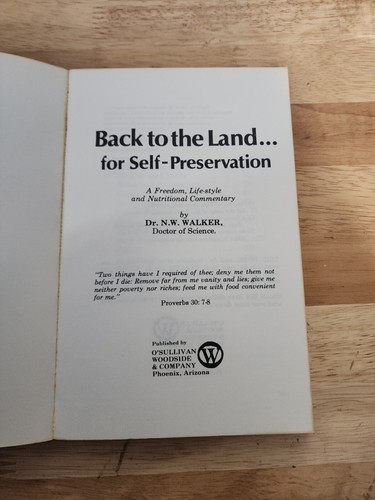 Back to the Land...
for Self-Preservation
A Freedom, Life-style
and Nutritional Commentary
by
Dr. N.W. WALKER,
Doctor of Science.
"Two things have I required of thee; deny me them not
before I die: Remove far from me vanity and lies; give me
neither poverty nor riches; feed me with food convenient
for me."
Proverbs 30: 7-8
Published by
O'SULLIVAN
WOODSIDE
& COMPANY
Phoenix, Arizona
W